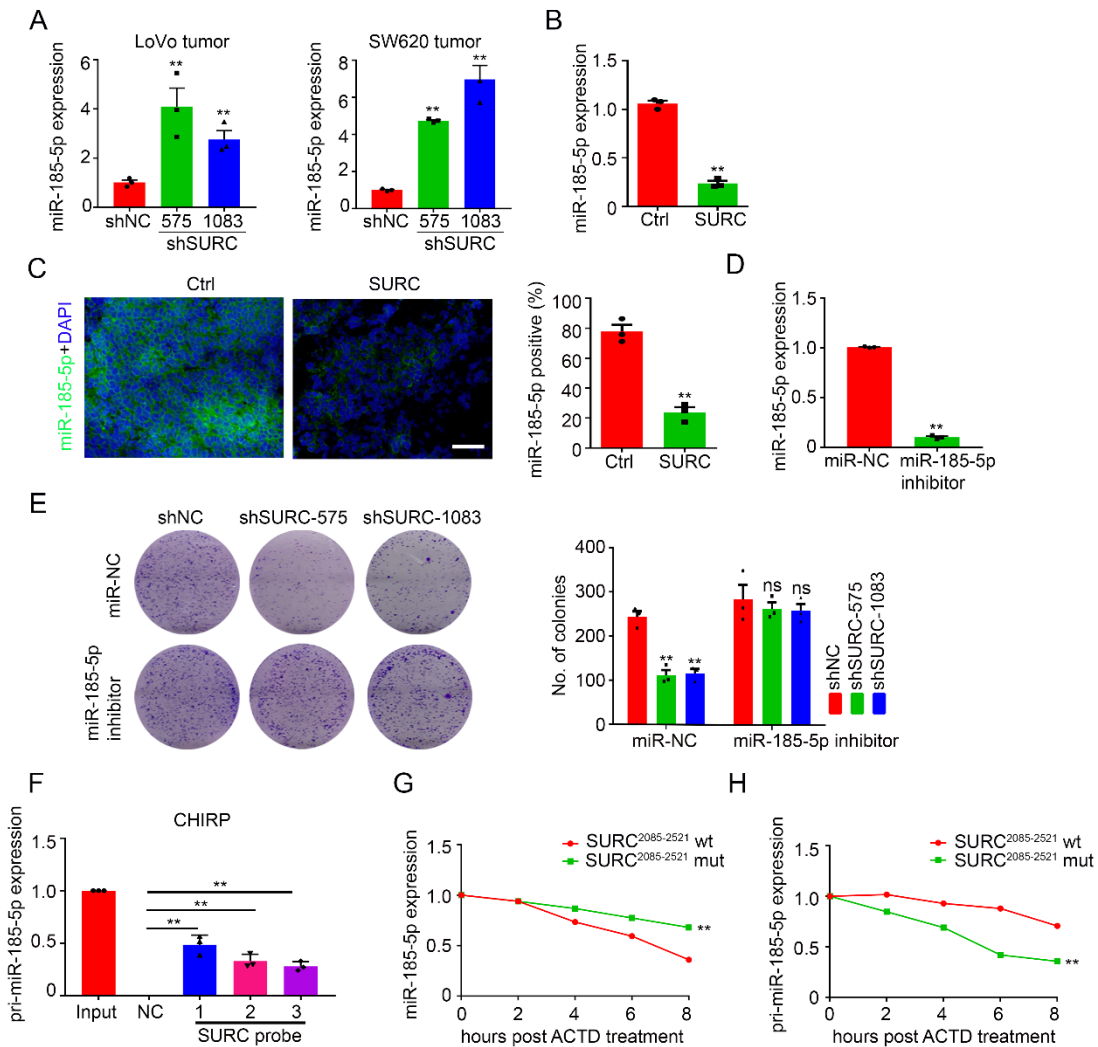 A
LoVo tumor
miR-185-5p expression
6
4
2
0
**
**
shNC
575
1083
shSURC
SW620 tumor
miR-185-5p expression
8
6
4
2
0
**
**
shNC
575
1083
shSURC
B
miR-185-5p expression
1.5
1.0
0.5
0
**
Ctrl
SURC
C
miR-185-5p+DAPI
Ctrl
SURC
miR-185-5p positive (%)
100
80
60
40
20
0
**
Ctrl
SURC
D
miR-185-5p expression
1.5
1.0
0.5
0
**
miR-NC
miR-185-5p
inhibitor
E
shNC
shSURC-575
shSURC-1083
miR-NC
miR-185-5p
inhibitor
No. of colonies
400
300
200
100
0
**
**
ns
ns
miR-NC
miR-185-5p inhibitor
shNC
shSURC-575
shSURC-1083
F
CHIRP
pri-miR-185-5p expression
1.5
1.0
0.5
0
**
**
**
Input
NC
1
2
3
SURC probe
G
miR-185-5p expression
1.5
1.0
0.5
0
SURC2085-2521 wt
SURC2085-2521 mut
**
0
2
4
6
8
hours post ACTD treatment
H
pri-miR-185-5p expression
1.5
1.0
0.5
0
SURC2085-2521 wt
SURC2085-2521 mut
**
0
2
4
6
8
hours post ACTD treatment